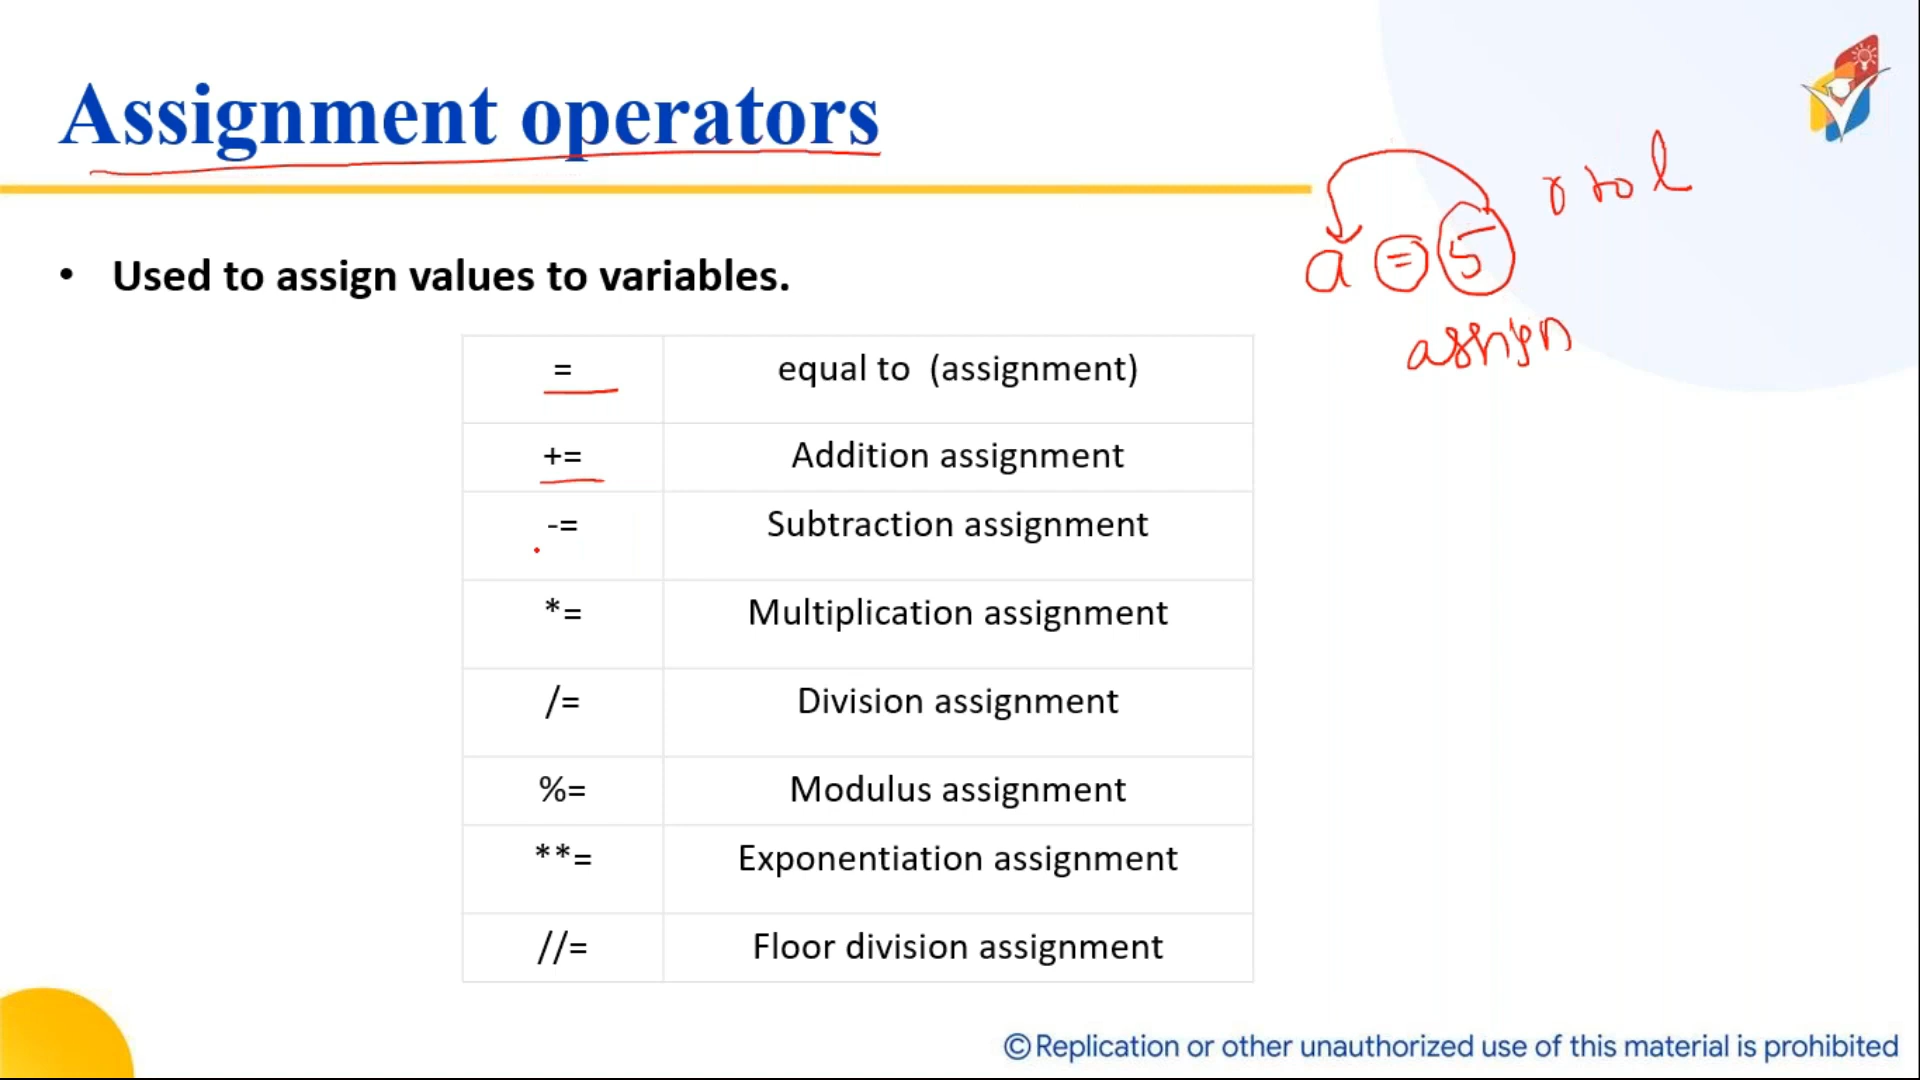 Assignment operators
r to l
• Used to assign values to variables.
a = 5
assign
= equal to (assignment)
+= Addition assignment
-= Subtraction assignment
*= Multiplication assignment
/= Division assignment
%= Modulus assignment
**= Exponentiation assignment
//= Floor division assignment
© Replication or other unauthorized use of this material is prohibited